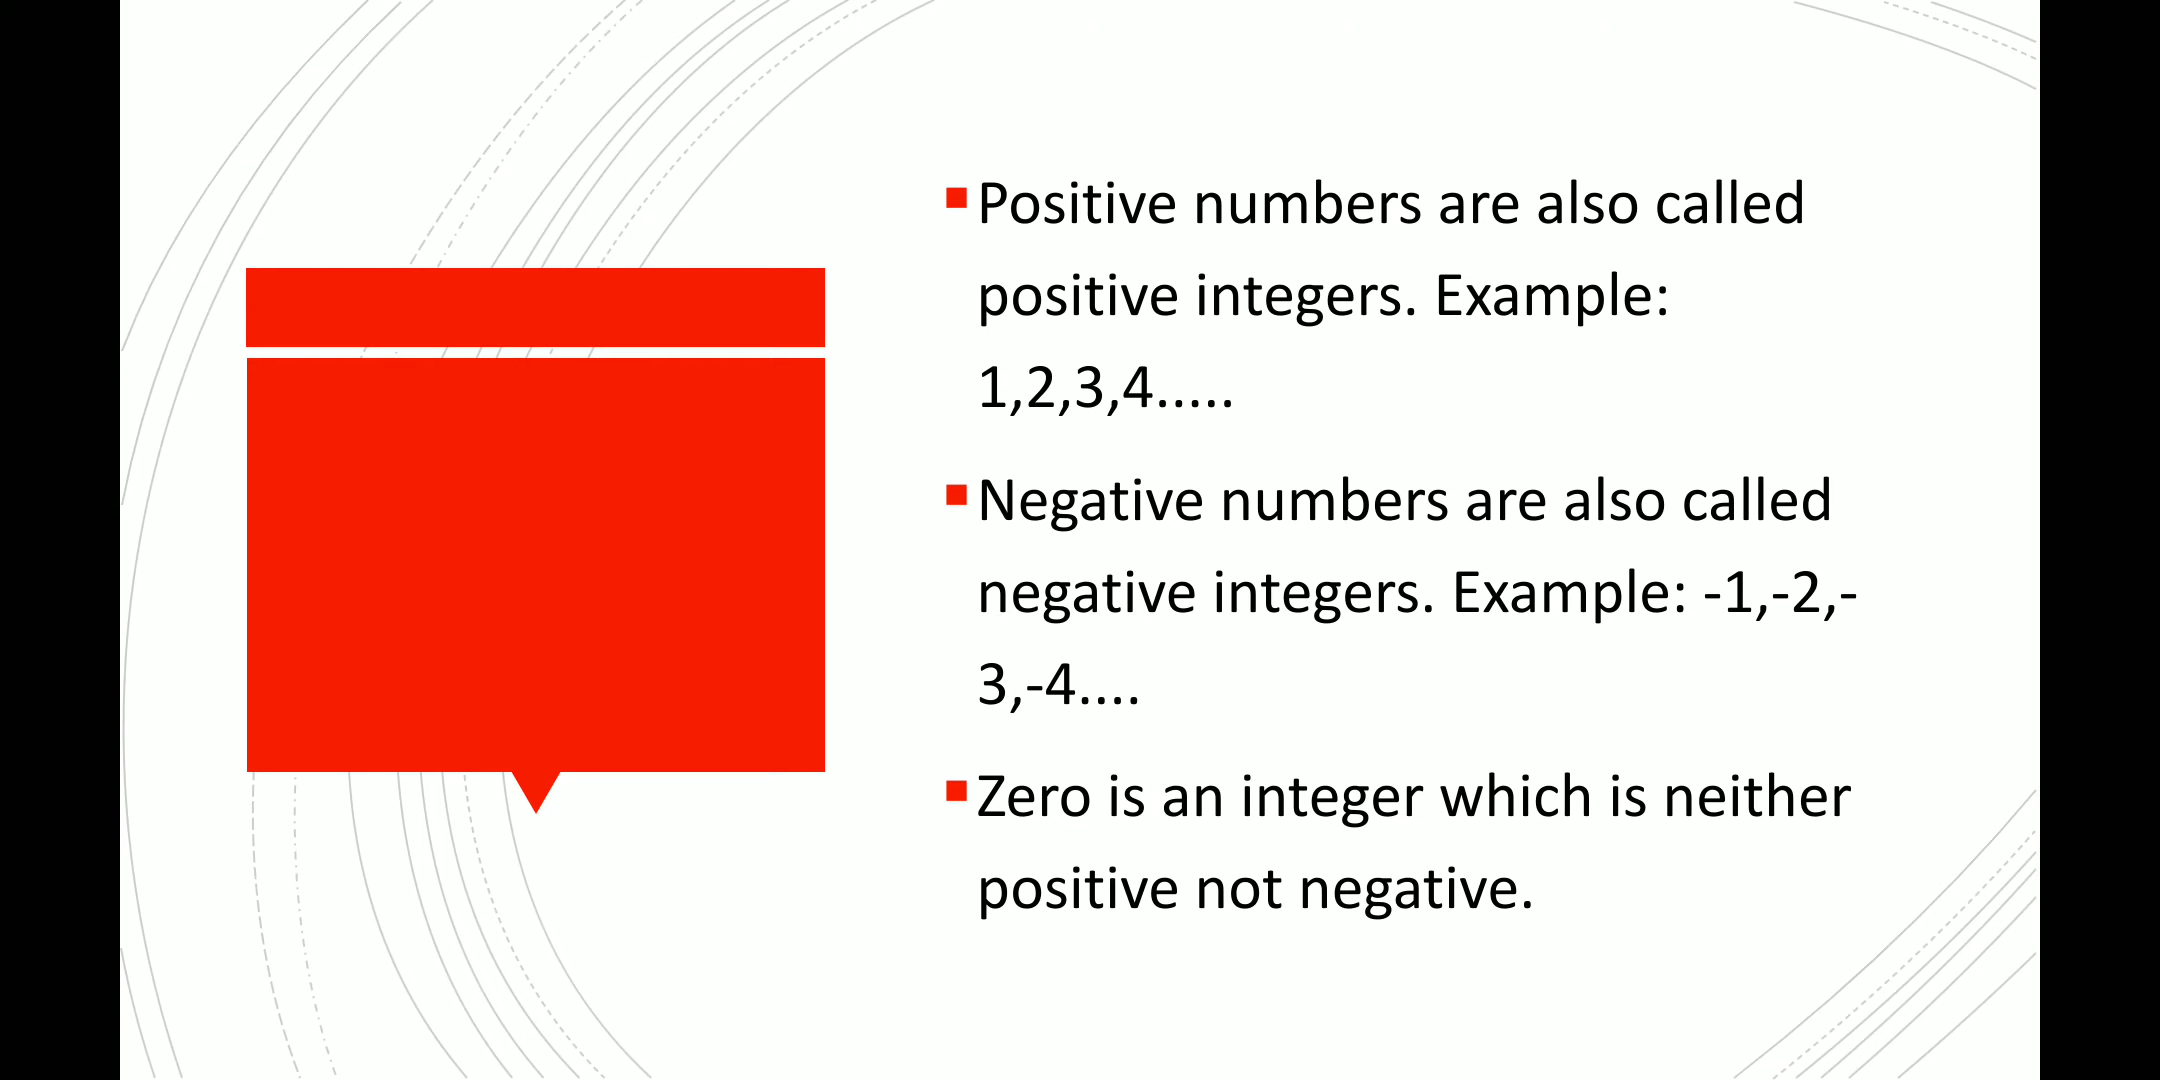 Positive numbers are also called
positive integers. Example:
1,2,3,4.....
Negative numbers are also called
negative integers. Example: -1,-2,-
3,-4....
Zero is an integer which is neither
positive not negative.